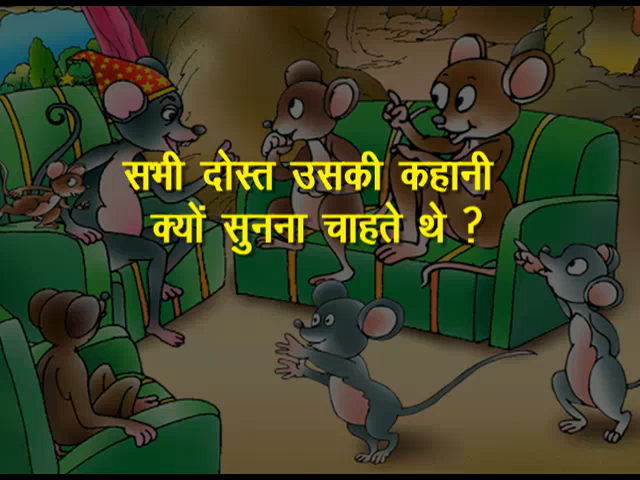 सभी दोस्त उसकी कहानी
क्यों सुनना चाहते थे ?